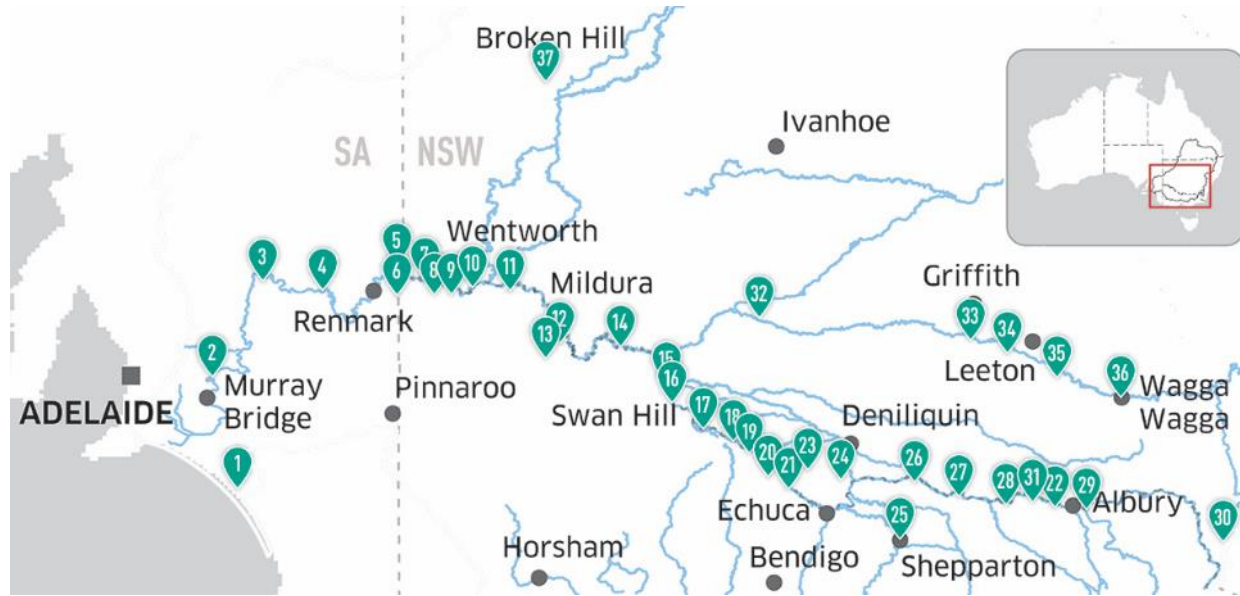 Broken Hill
37
Ivanhoe
SA
NSW
Wentworth
5
3
4
6
7
8
9
10
11
Mildura
Renmark
12
13
14
32
Griffith
33
34
35
Leeton
36
Wagga
Wagga
2
Murray
Bridge
ADELAIDE
Pinnaroo
15
16
Swan Hill
17
18
19
20
21
23
24
Deniliquin
26
27
28
31
22
29
Albury
30
1
Echuca
25
Shepparton
Horsham
Bendigo